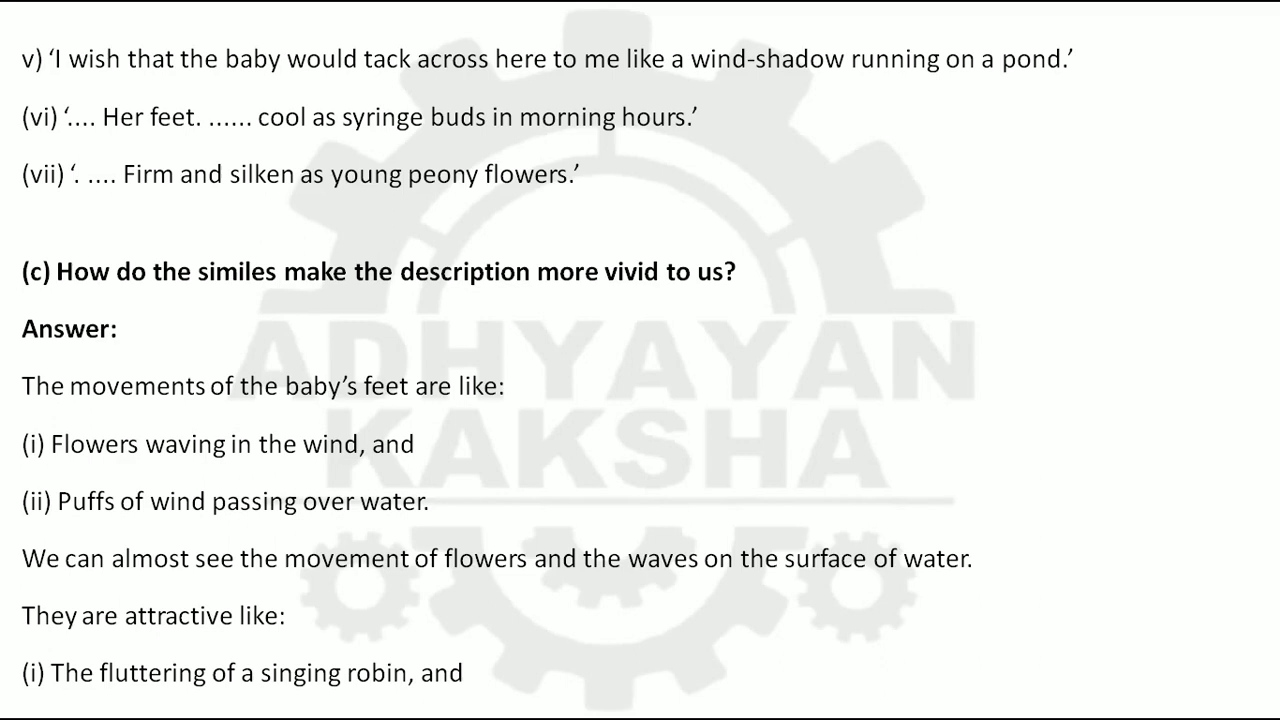 v) ‘I wish that the baby would tack across here to me like a wind-shadow running on a pond.’
(vi) ‘.... Her feet. ...... cool as syringe buds in morning hours.’
(vii) ‘. .... Firm and silken as young peony flowers.’
(c) How do the similes make the description more vivid to us?
Answer:
The movements of the baby’s feet are like:
(i) Flowers waving in the wind, and
(ii) Puffs of wind passing over water.
We can almost see the movement of flowers and the waves on the surface of water.
They are attractive like:
(i) The fluttering of a singing robin, and
ADHYAYAN
KAKSHA